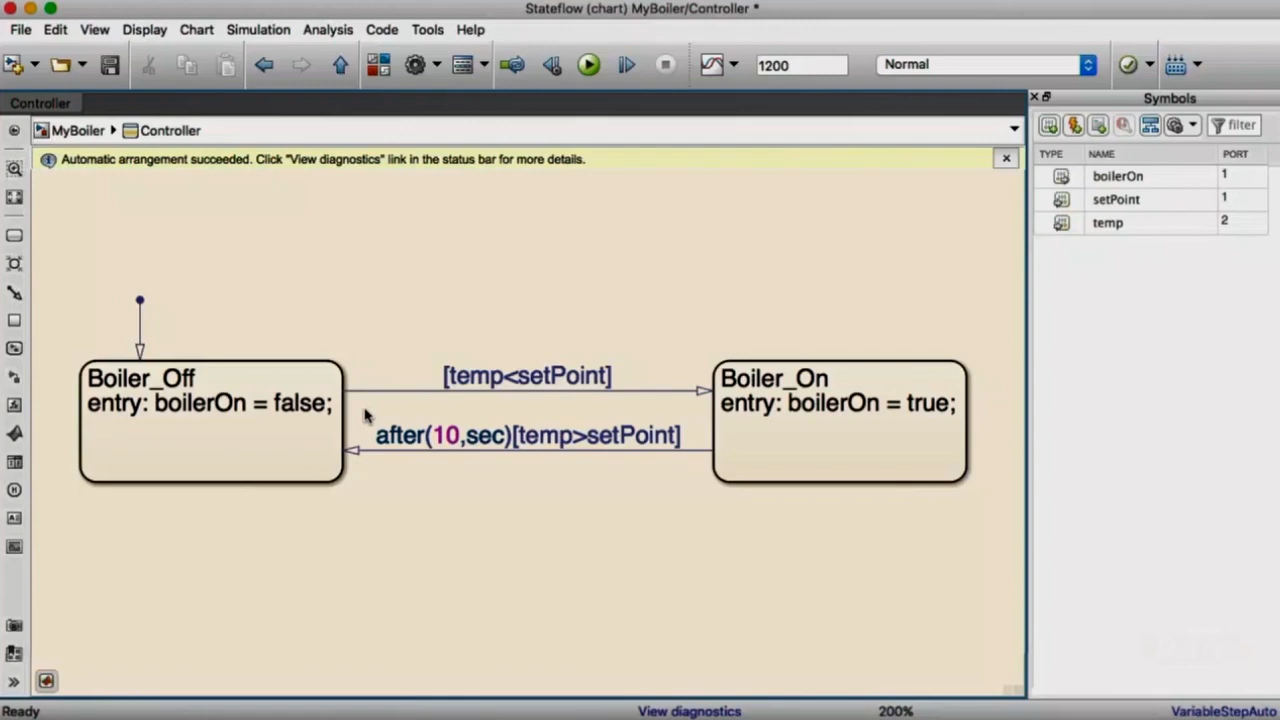 Stateflow (chart) MyBoiler/Controller *
File Edit View Display Chart Simulation Analysis Code Tools Help
1200 Normal
Controller
MyBoiler Controller
Automatic arrangement succeeded. Click "View diagnostics" link in the status bar for more details.
Symbols
filter
TYPE NAME PORT
boilerOn 1
setPoint 1
temp 2
Boiler_Off
entry: boilerOn = false;
[temp<setPoint]
after(10,sec)[temp>setPoint]
Boiler_On
entry: boilerOn = true;
Ready View diagnostics 200% VariableStepAuto